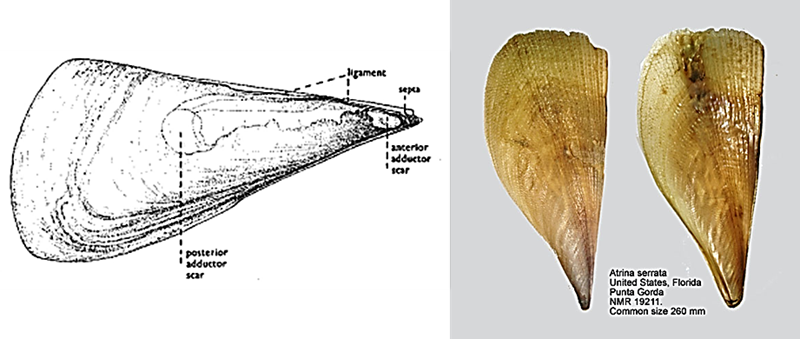 ligament
septa
anterior
adductor
scar
posterior
adductor
scar
Atrina serrata
United States, Florida
Punta Gorda
NMR 19211.
Common size 260 mm